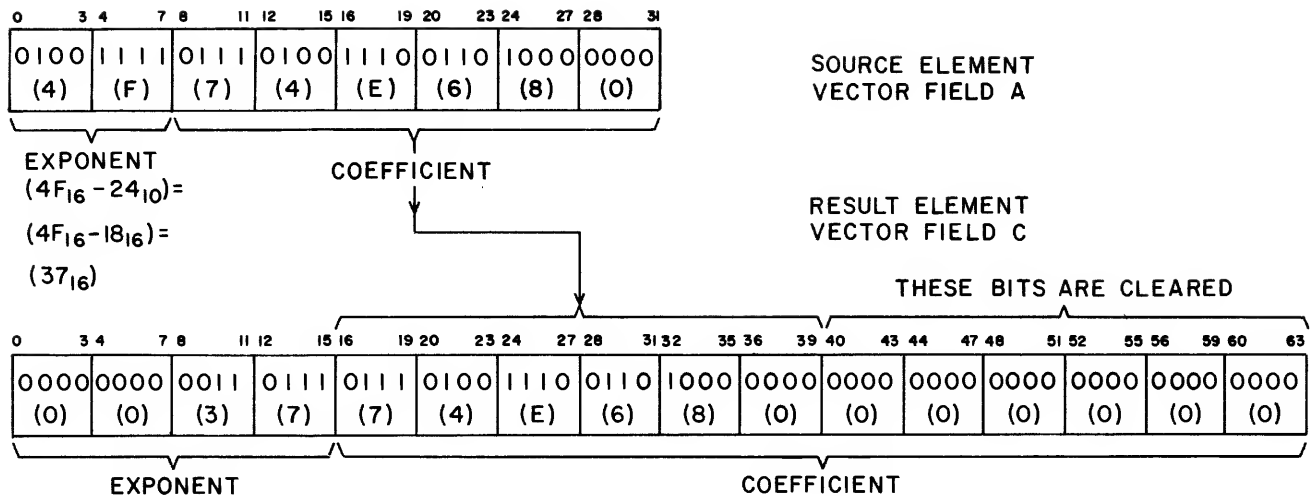 0 3 4 7 8 11 12 15 16 19 20 23 24 27 28 31
0100 1111 0111 0100 1110 0110 1000 0000
(4) (F) (7) (4) (E) (6) (8) (0)
SOURCE ELEMENT
VECTOR FIELD A
EXPONENT
(4F16 – 2410) =
(4F16 – 1816) =
(3716)
COEFFICIENT
RESULT ELEMENT
VECTOR FIELD C
THESE BITS ARE CLEARED
0 3 4 7 8 11 12 15 16 19 20 23 24 27 28 31 32 35 36 39 40 43 44 47 48 51 52 55 56 59 60 63
0000 0000 0011 0111 0111 0100 1110 0110 1000 0000 0000 0000 0000 0000 0000 0000
(0) (0) (3) (7) (7) (4) (E) (6) (8) (0) (0) (0) (0) (0) (0) (0)
EXPONENT
COEFFICIENT